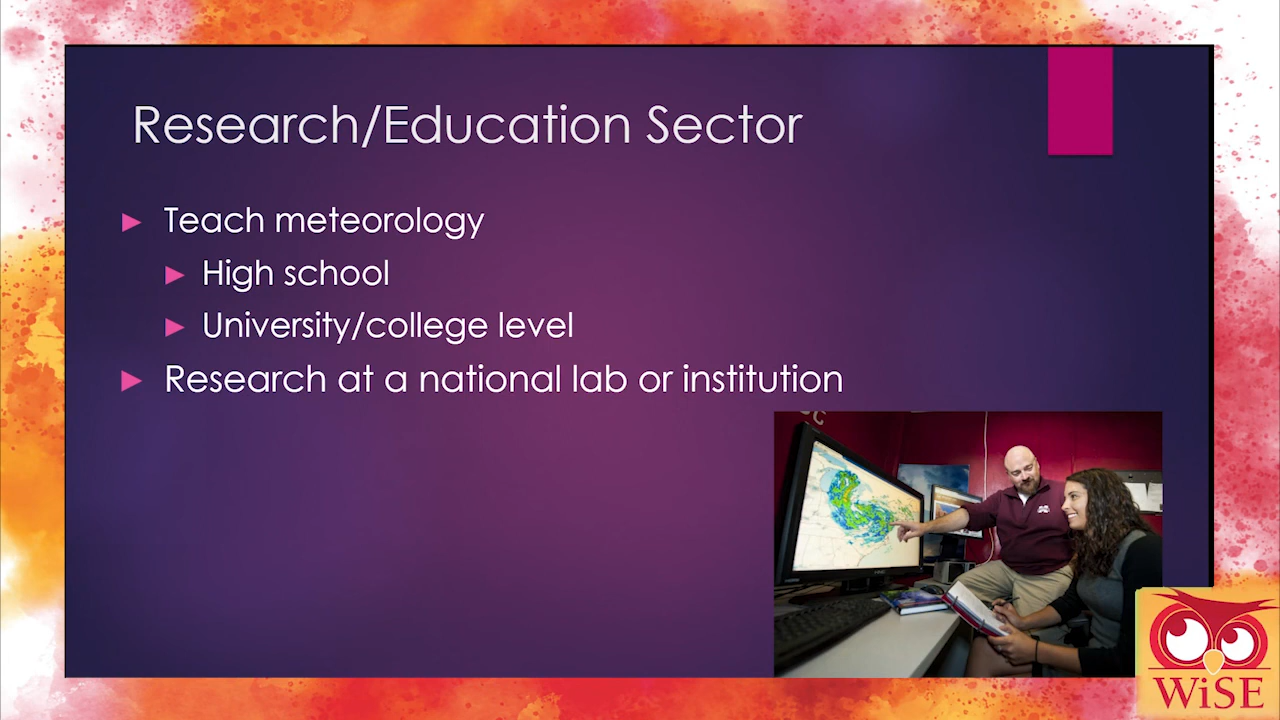 Research/Education Sector
Teach meteorology
High school
University/college level
Research at a national lab or institution
WiSE